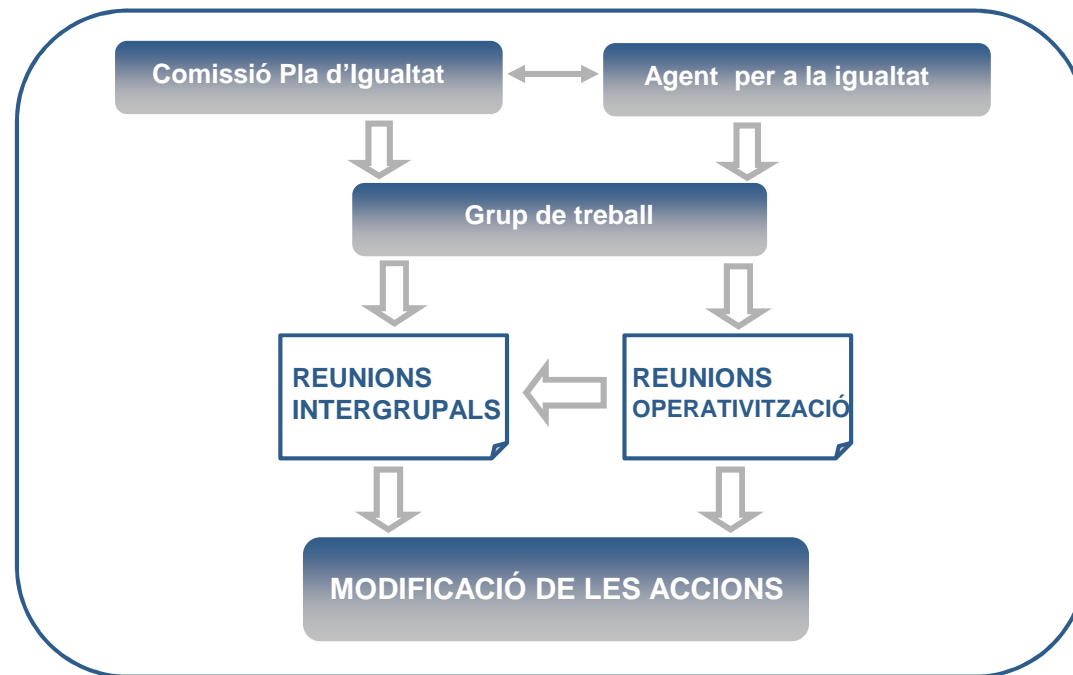 Comissió Pla d'Igualtat
Agent per a la igualtat
Grup de treball
REUNIONS
INTERGRUPALS
REUNIONS
OPERATIVITZACIÓ
MODIFICACIÓ DE LES ACCIONS